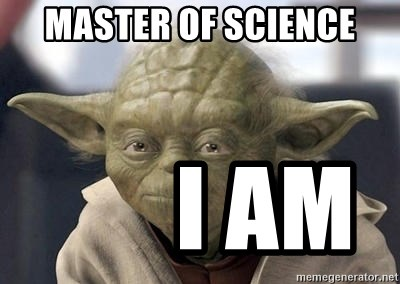 MASTER OF SCIENCE
I AM
memegenerator.net